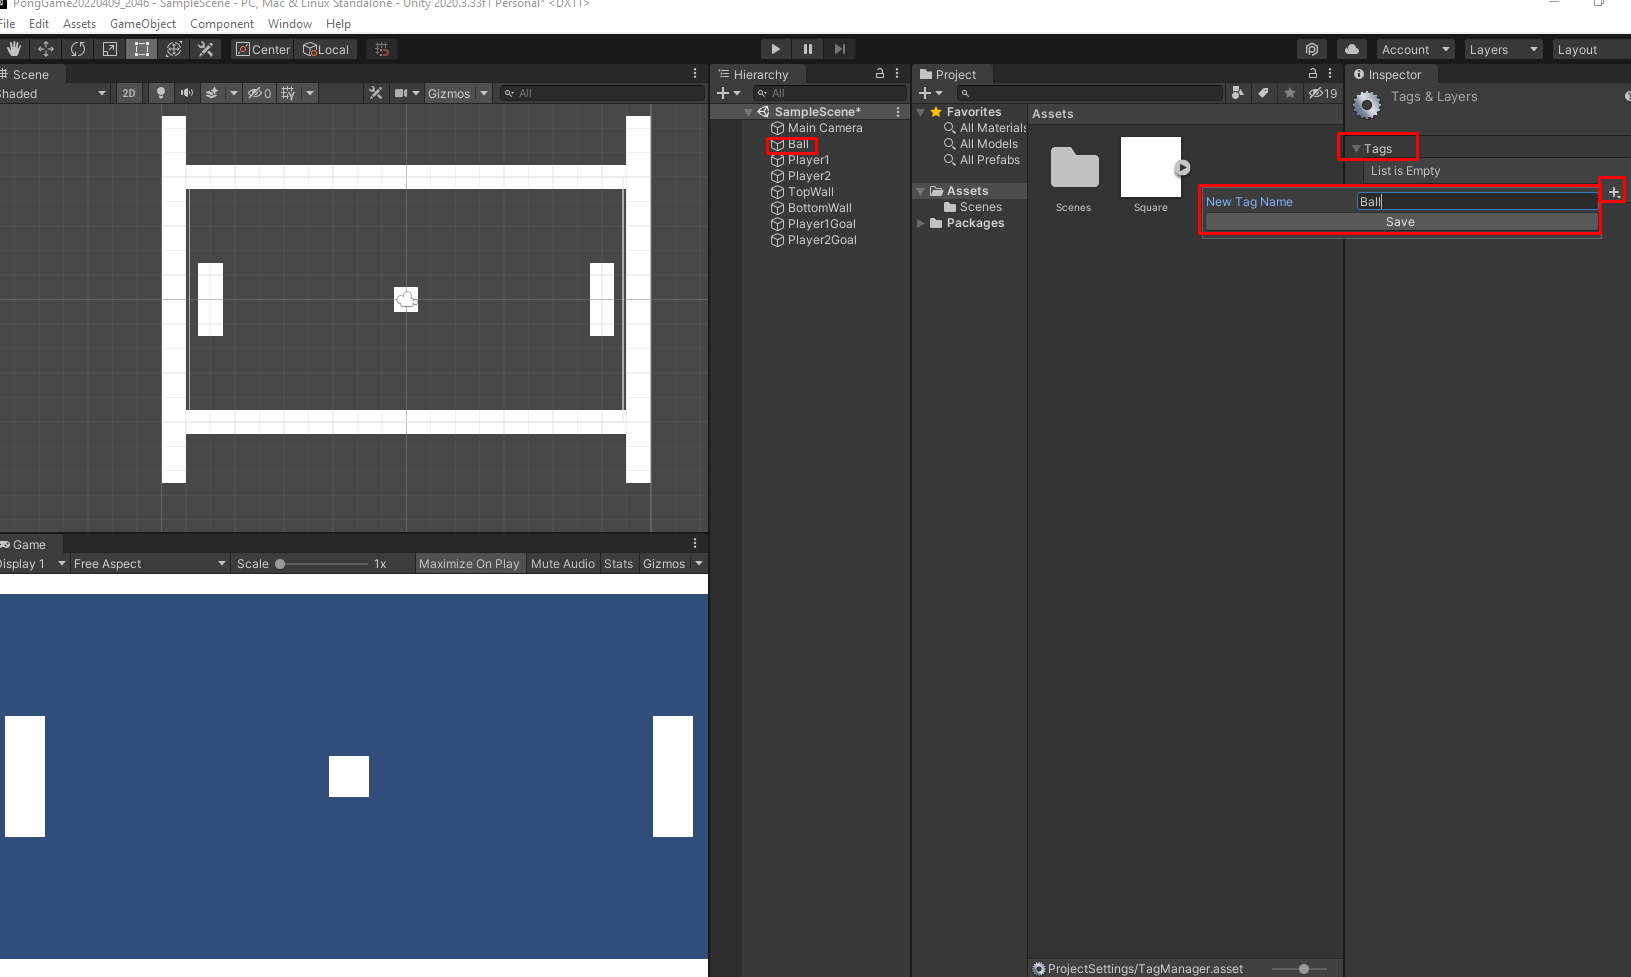 PongGame20220409_2046 - SampleScene - PC, Mac & Linux Standalone - Unity 2020.3.33f1 Personal* <DX11>
File Edit Assets GameObject Component Window Help
Center Local Account Layers Layout
Scene
Shaded 2D 0 Gizmos All
Hierarchy
All
SampleScene*
Main Camera
Ball
Player1
Player2
TopWall
BottomWall
Player1Goal
Player2Goal
Project
19
Favorites
All Materials
All Models
All Prefabs
Assets
Scenes
Packages
Assets
Scenes
Square
ProjectSettings/TagManager.asset
Inspector
Tags & Layers
Tags
List is Empty
New Tag Name Ball
Save
Game
Display 1 Free Aspect Scale 1x Maximize On Play Mute Audio Stats Gizmos